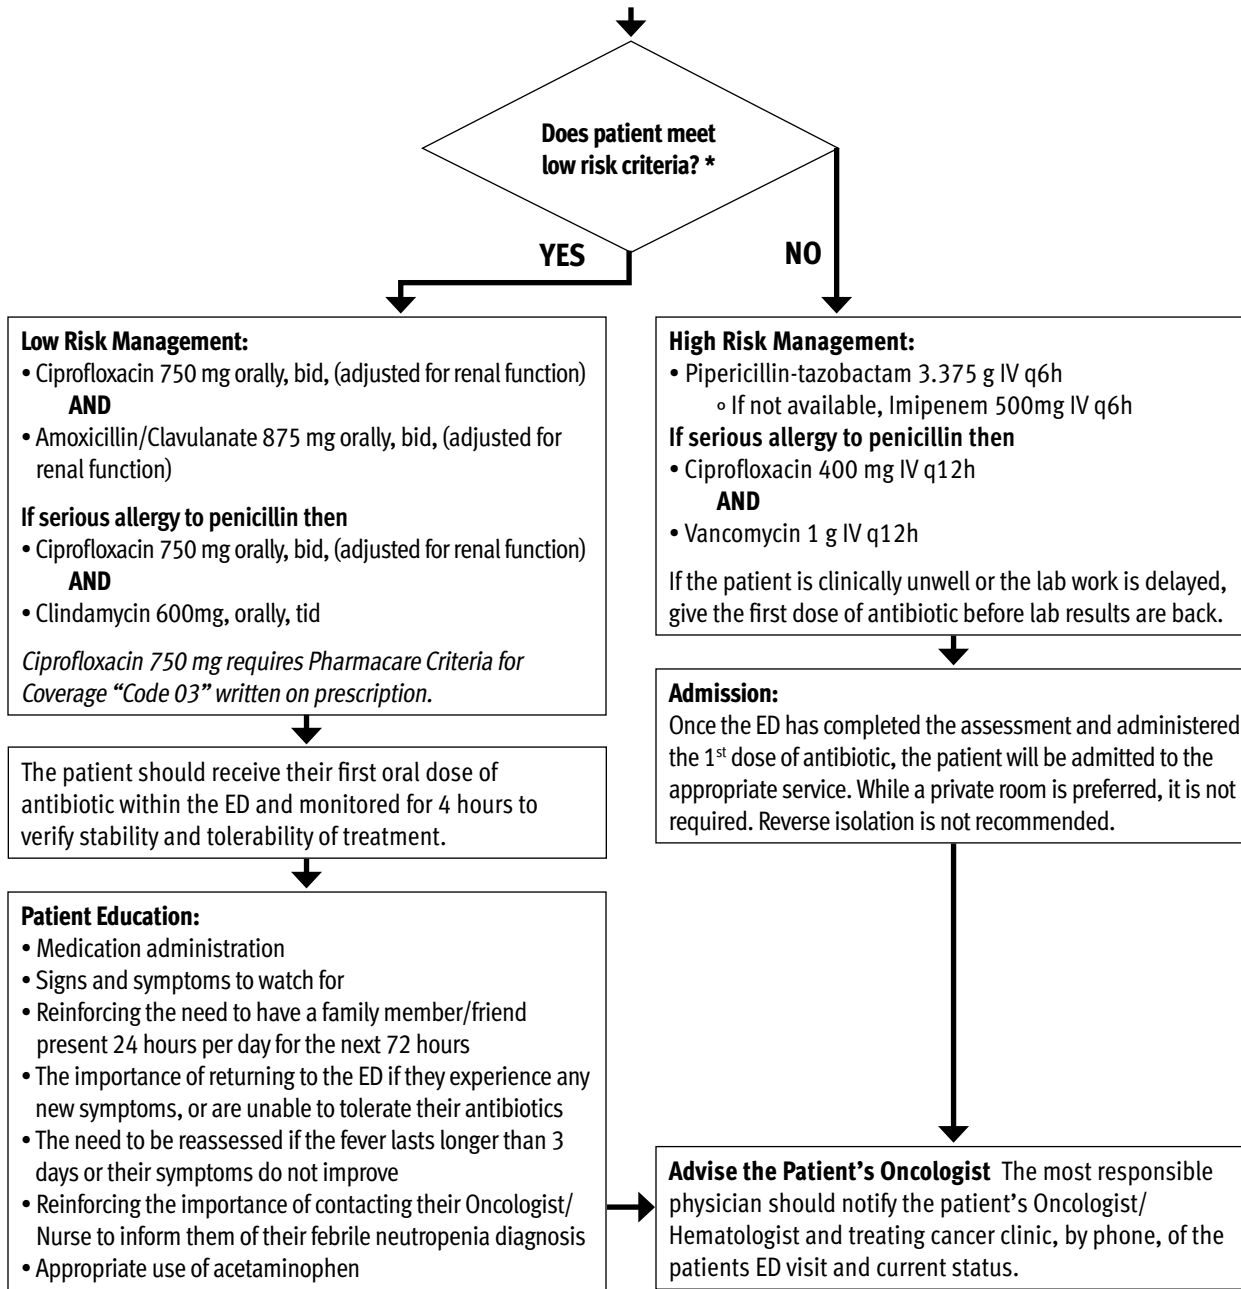 Does patient meet
low risk criteria? *
YES
NO
Low Risk Management:
• Ciprofloxacin 750 mg orally, bid, (adjusted for renal function)
AND
• Amoxicillin/Clavulanate 875 mg orally, bid, (adjusted for
renal function)
If serious allergy to penicillin then
• Ciprofloxacin 750 mg orally, bid, (adjusted for renal function)
AND
• Clindamycin 600mg, orally, tid
Ciprofloxacin 750 mg requires Pharmacare Criteria for
Coverage “Code 03” written on prescription.
The patient should receive their first oral dose of
antibiotic within the ED and monitored for 4 hours to
verify stability and tolerability of treatment.
Patient Education:
• Medication administration
• Signs and symptoms to watch for
• Reinforcing the need to have a family member/friend
present 24 hours per day for the next 72 hours
• The importance of returning to the ED if they experience any
new symptoms, or are unable to tolerate their antibiotics
• The need to be reassessed if the fever lasts longer than 3
days or their symptoms do not improve
• Reinforcing the importance of contacting their Oncologist/
Nurse to inform them of their febrile neutropenia diagnosis
• Appropriate use of acetaminophen
High Risk Management:
• Pipericillin-tazobactam 3.375 g IV q6h
o If not available, Imipenem 500mg IV q6h
If serious allergy to penicillin then
• Ciprofloxacin 400 mg IV q12h
AND
• Vancomycin 1 g IV q12h
If the patient is clinically unwell or the lab work is delayed,
give the first dose of antibiotic before lab results are back.
Admission:
Once the ED has completed the assessment and administered
the 1st dose of antibiotic, the patient will be admitted to the
appropriate service. While a private room is preferred, it is not
required. Reverse isolation is not recommended.
Advise the Patient’s Oncologist The most responsible
physician should notify the patient’s Oncologist/
Hematologist and treating cancer clinic, by phone, of the
patients ED visit and current status.